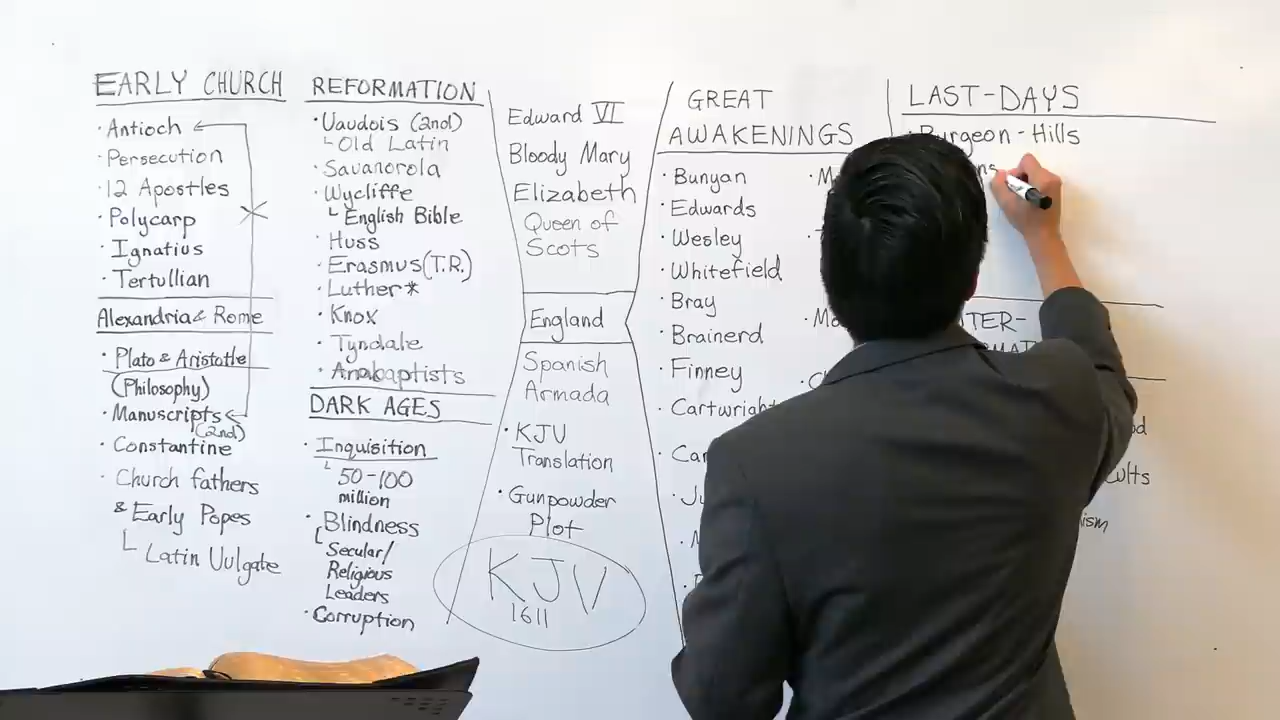 EARLY CHURCH
· Antioch
· Persecution
· 12 Apostles
· Polycarp
· Ignatius
· Tertullian
Alexandria & Rome
· Plato & Aristotle
(Philosophy)
· Manuscripts
(2nd)
· Constantine
· Church fathers
& Early Popes
Latin Vulgate
REFORMATION
· Vaudois (2nd)
Old Latin
· Savanorola
· Wycliffe
English Bible
· Huss
· Erasmus (T.R.)
· Luther *
· Knox
· Tyndale
· Anabaptists
DARK AGES
· Inquisition
50-100
million
· Blindness
Secular/
Religious
Leaders
· Corruption
Edward VI
Bloody Mary
Elizabeth
Queen of
Scots
England
Spanish
Armada
· KJV
Translation
· Gunpowder
Plot
KJV
1611
GREAT
AWAKENINGS
· Bunyan
· Edwards
· Wesley
· Whitefield
· Bray
· Brainerd
· Finney
· Cartwright
LAST-DAYS
Hills